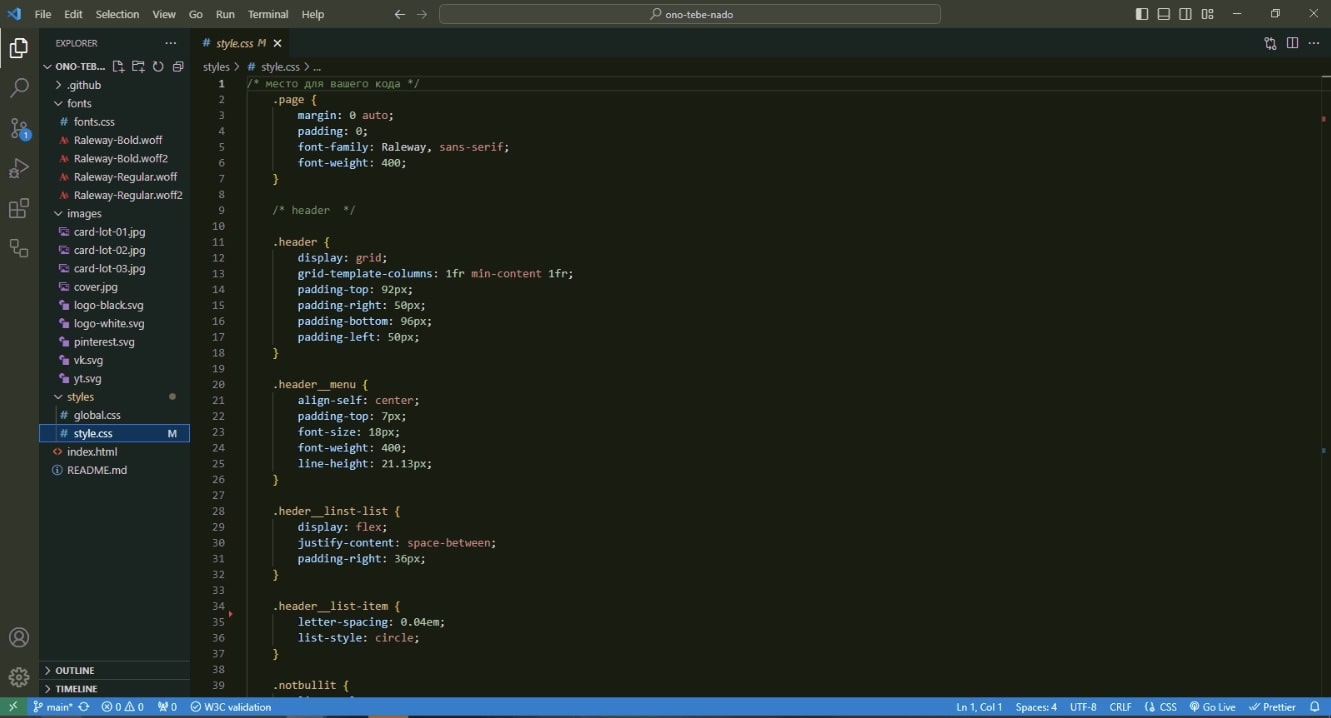 File Edit Selection View Go Run Terminal Help
ono-tebe-nado
EXPLORER
ONO-TEB...
.github
fonts
fonts.css
Raleway-Bold.woff
Raleway-Bold.woff2
Raleway-Regular.woff
Raleway-Regular.woff2
images
card-lot-01.jpg
card-lot-02.jpg
card-lot-03.jpg
cover.jpg
logo-black.svg
logo-white.svg
pinterest.svg
vk.svg
yt.svg
styles
global.css
style.css M
index.html
README.md
OUTLINE
TIMELINE
# style.css M
styles > # style.css > ...
1 /* место для вашего кода */
2 .page {
3 margin: 0 auto;
4 padding: 0;
5 font-family: Raleway, sans-serif;
6 font-weight: 400;
7 }
8
9 /* header  */
10
11 .header {
12 display: grid;
13 grid-template-columns: 1fr min-content 1fr;
14 padding-top: 92px;
15 padding-right: 50px;
16 padding-bottom: 96px;
17 padding-left: 50px;
18 }
19
20 .header__menu {
21 align-self: center;
22 padding-top: 7px;
23 font-size: 18px;
24 font-weight: 400;
25 line-height: 21.13px;
26 }
27
28 .heder__linst-list {
29 display: flex;
30 justify-content: space-between;
31 padding-right: 36px;
32 }
33
34 .header__list-item {
35 letter-spacing: 0.04em;
36 list-style: circle;
37 }
38
39 .notbullit {
main* 0 0 0 W3C validation Ln 1, Col 1 Spaces: 4 UTF-8 CRLF CSS Go Live Prettier